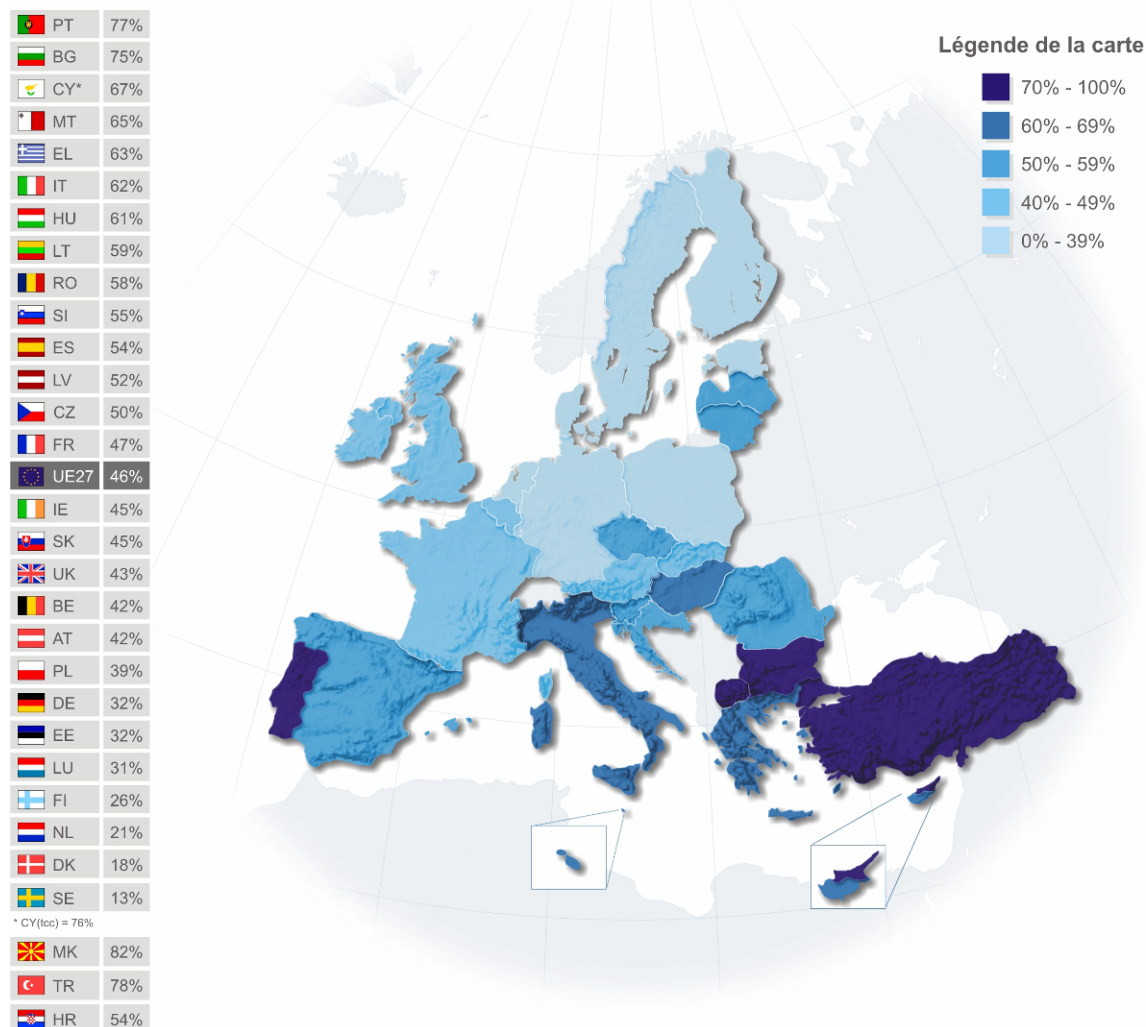 PT 77%
BG 75%
CY* 67%
MT 65%
EL 63%
IT 62%
HU 61%
LT 59%
RO 58%
SI 55%
ES 54%
LV 52%
CZ 50%
FR 47%
UE27 46%
IE 45%
SK 45%
UK 43%
BE 42%
AT 42%
PL 39%
DE 32%
EE 32%
LU 31%
FI 26%
NL 21%
DK 18%
SE 13%
* CY(tcc) = 76%
MK 82%
TR 78%
HR 54%
Légende de la carte
70% - 100%
60% - 69%
50% - 59%
40% - 49%
0% - 39%